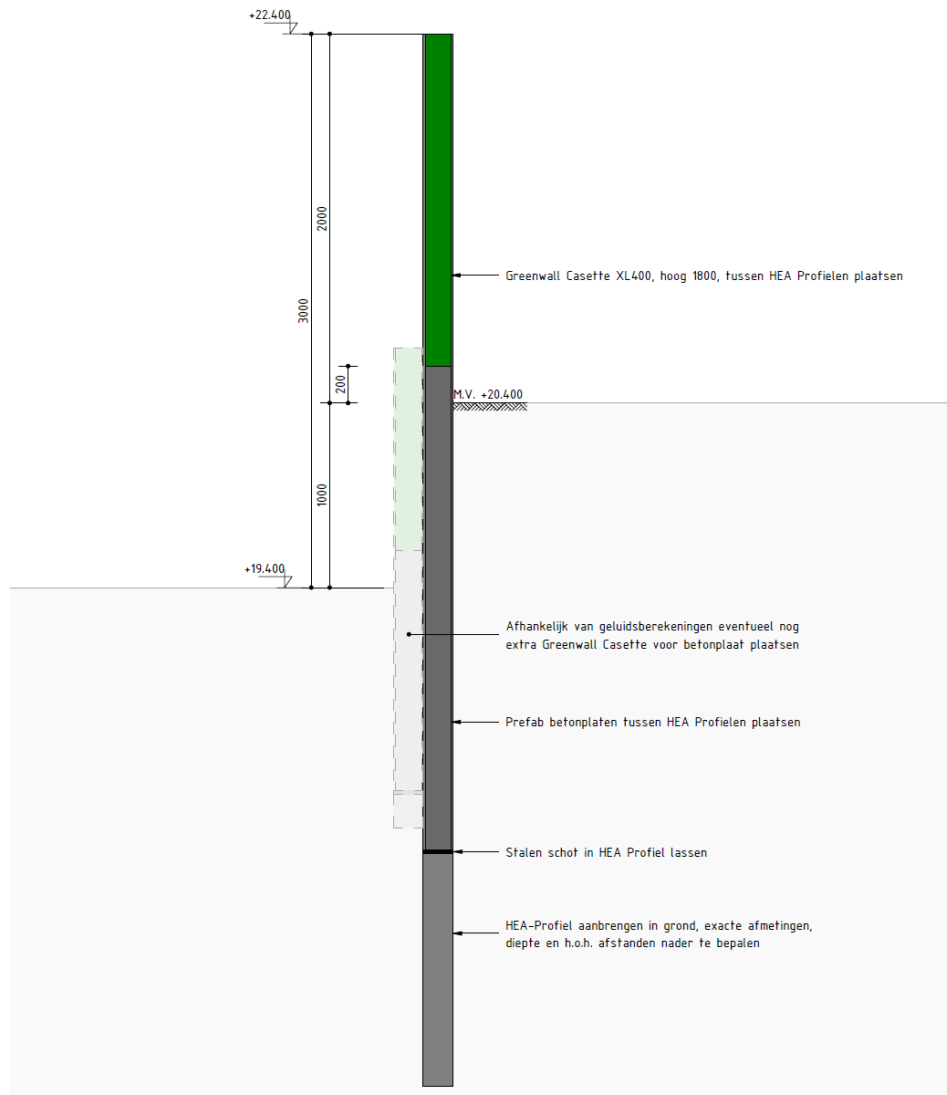 +22.400
2000
Greenwall Casette XL400, hoog 1800, tussen HEA Profielen plaatsen
3000
200
M.V. +20.400
1000
+19.400
Afhankelijk van geluidsberekeningen eventueel nog
extra Greenwall Casette voor betonplaat plaatsen
Prefab betonplaten tussen HEA Profielen plaatsen
Stalen schot in HEA Profiel lassen
HEA-Profiel aanbrengen in grond, exacte afmetingen,
diepte en h.o.h. afstanden nader te bepalen